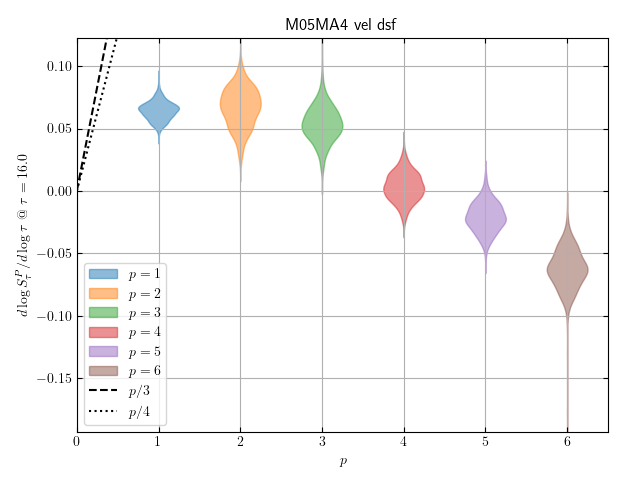 M05MA4 vel dsf
d log S_τ^P / d log τ @ τ = 16.0
0.10
0.05
0.00
−0.05
−0.10
−0.15
p = 1
p = 2
p = 3
p = 4
p = 5
p = 6
p/3
p/4
0 1 2 3 4 5 6
p